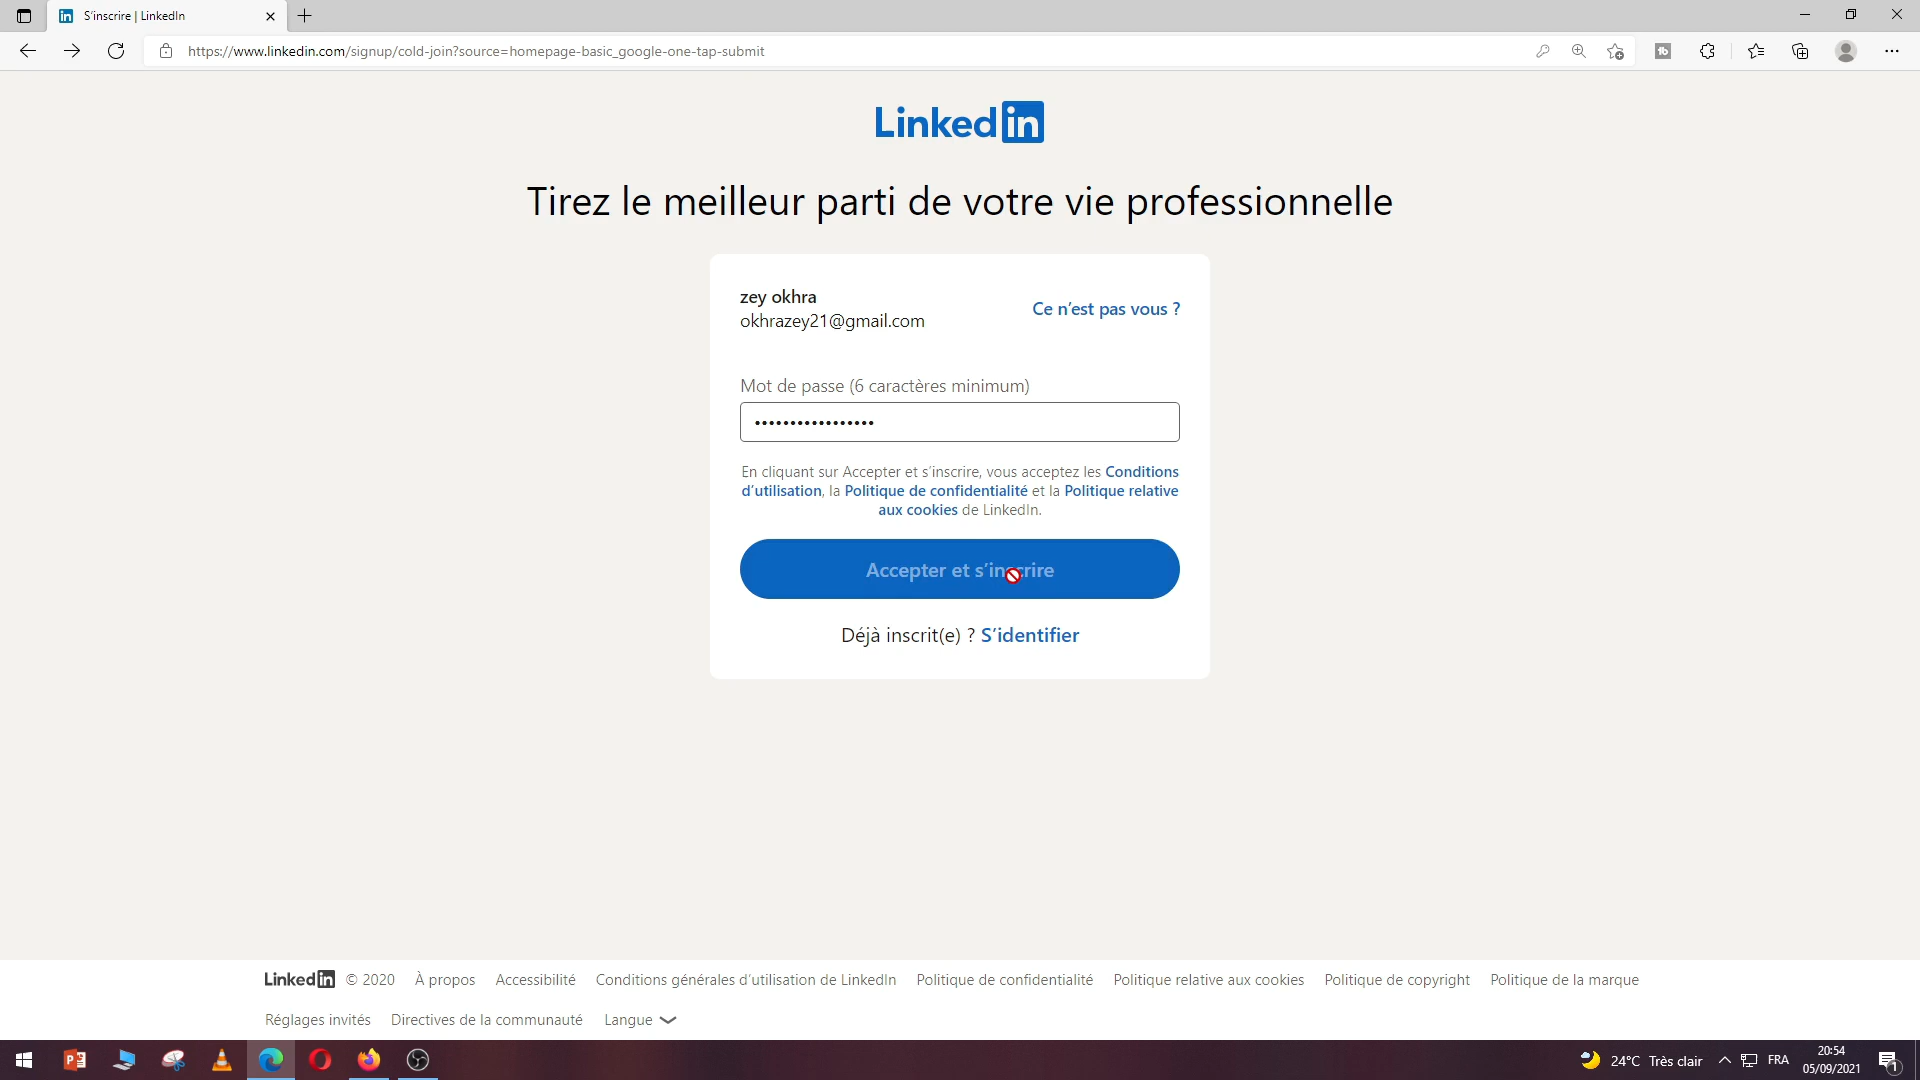 S'inscrire | LinkedIn
https://www.linkedin.com/signup/cold-join?source=homepage-basic_google-one-tap-submit
LinkedIn
Tirez le meilleur parti de votre vie professionnelle
zey okhra
okhrazey21@gmail.com
Ce n'est pas vous ?
Mot de passe (6 caractères minimum)
En cliquant sur Accepter et s'inscrire, vous acceptez les Conditions
d'utilisation, la Politique de confidentialité et la Politique relative
aux cookies de LinkedIn.
Accepter et s'inscrire
Déjà inscrit(e) ? S'identifier
LinkedIn © 2020 À propos Accessibilité Conditions générales d'utilisation de LinkedIn Politique de confidentialité Politique relative aux cookies Politique de copyright Politique de la marque
Réglages invités Directives de la communauté Langue
24°C Très clair FRA
20:54
05/09/2021
1